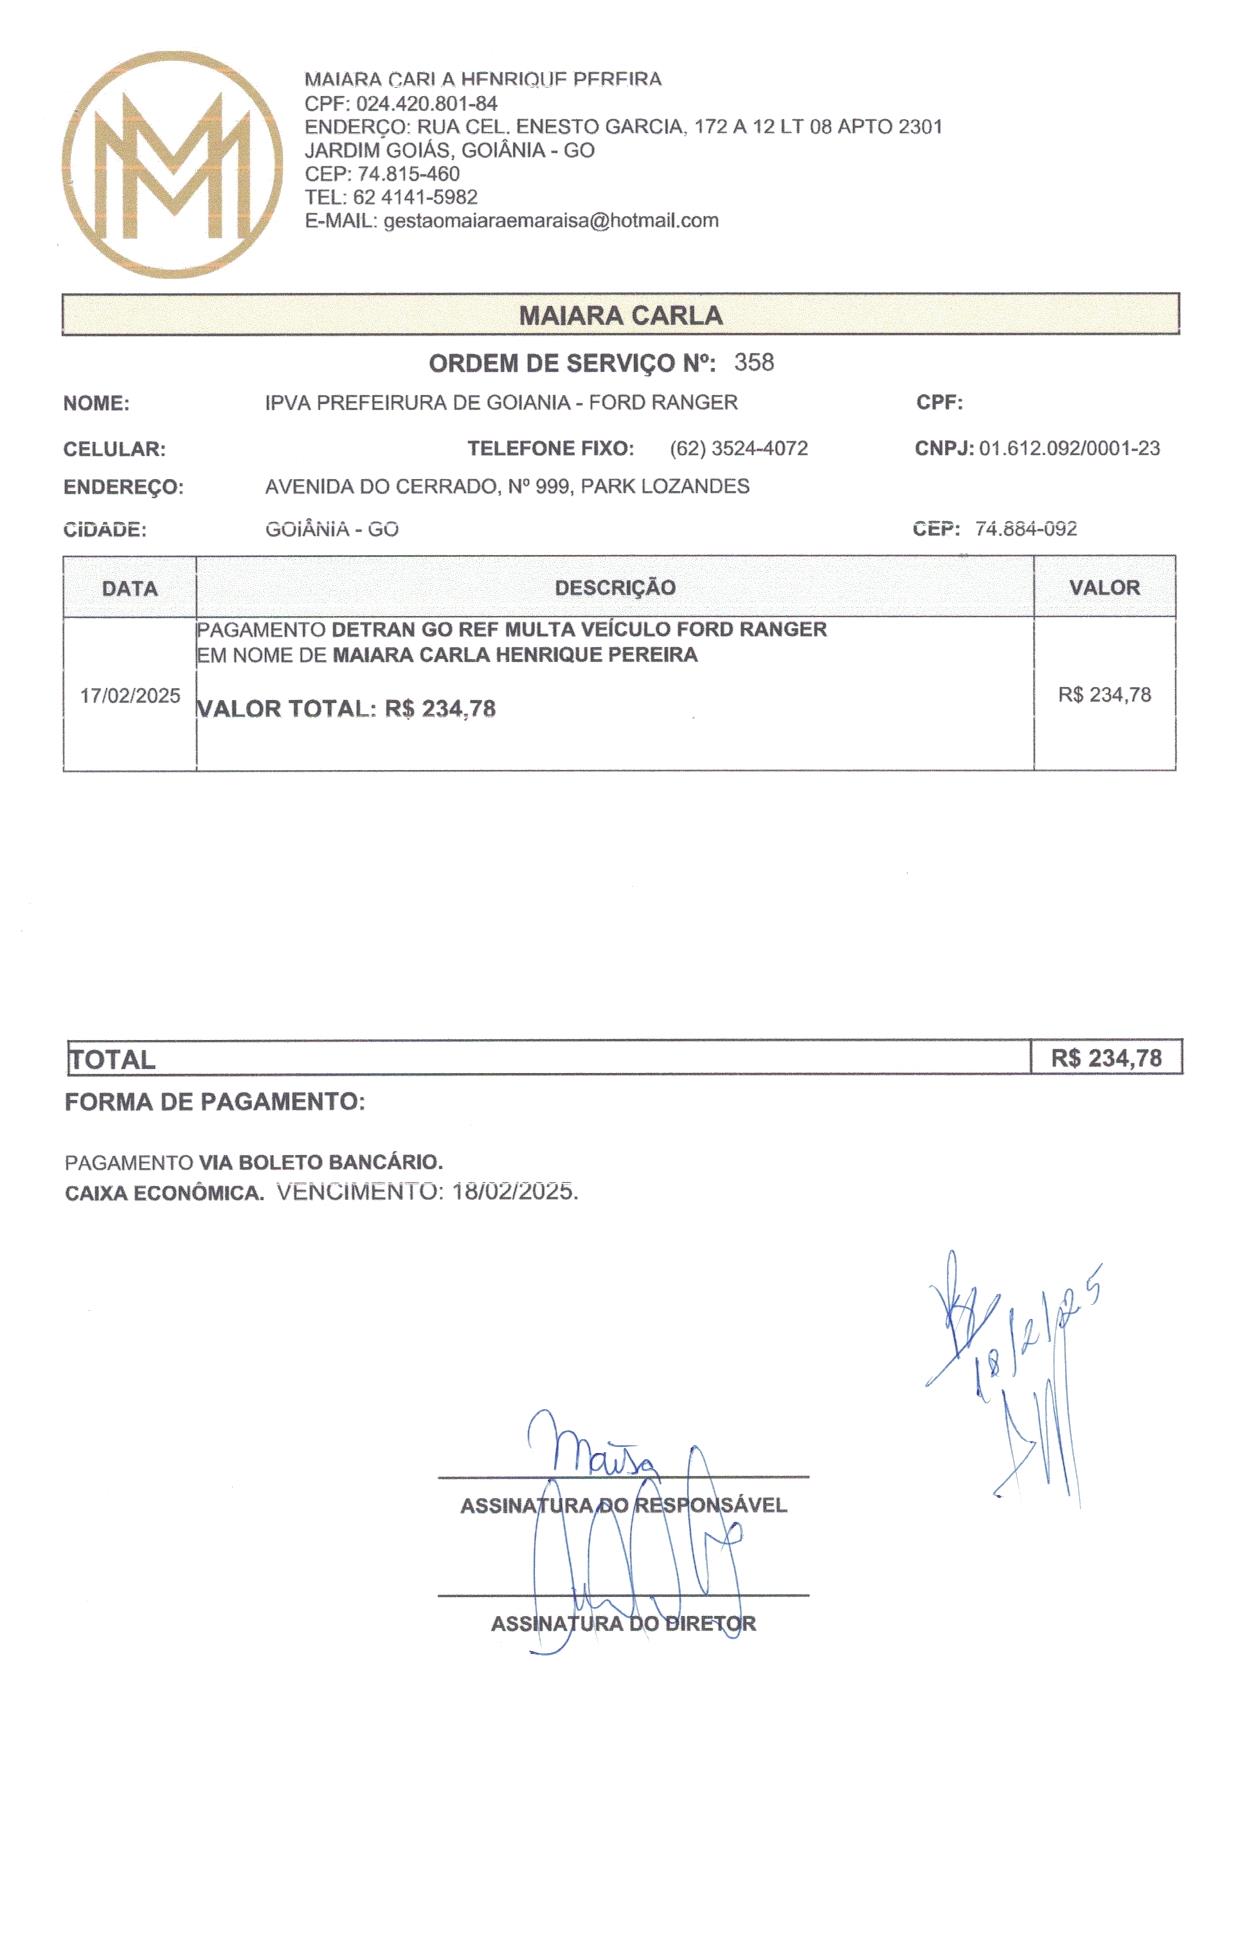 MAIARA CARLA HENRIQUE PEREIRA
CPF: 024.420.801-84
ENDERÇO: RUA CEL. ENESTO GARCIA, 172 A 12 LT 08 APTO 2301
JARDIM GOIÁS, GOIÂNIA - GO
CEP: 74.815-460
TEL: 62 4141-5982
E-MAIL: gestaomaiaraemaraisa@hotmail.com
MAIARA CARLA
ORDEM DE SERVIÇO Nº: 358
NOME: IPVA PREFEIRURA DE GOIANIA - FORD RANGER CPF:
CELULAR: TELEFONE FIXO: (62) 3524-4072 CNPJ: 01.612.092/0001-23
ENDEREÇO: AVENIDA DO CERRADO, Nº 999, PARK LOZANDES
CIDADE: GOIÂNIA - GO CEP: 74.884-092
DATA DESCRIÇÃO VALOR
PAGAMENTO DETRAN GO REF MULTA VEÍCULO FORD RANGER
EM NOME DE MAIARA CARLA HENRIQUE PEREIRA
17/02/2025 R$ 234,78
VALOR TOTAL: R$ 234,78
TOTAL R$ 234,78
FORMA DE PAGAMENTO:
PAGAMENTO VIA BOLETO BANCÁRIO.
CAIXA ECONÔMICA. VENCIMENTO: 18/02/2025.
18/2/25
Maisa
ASSINATURA DO RESPONSÁVEL
ASSINATURA DO DIRETOR